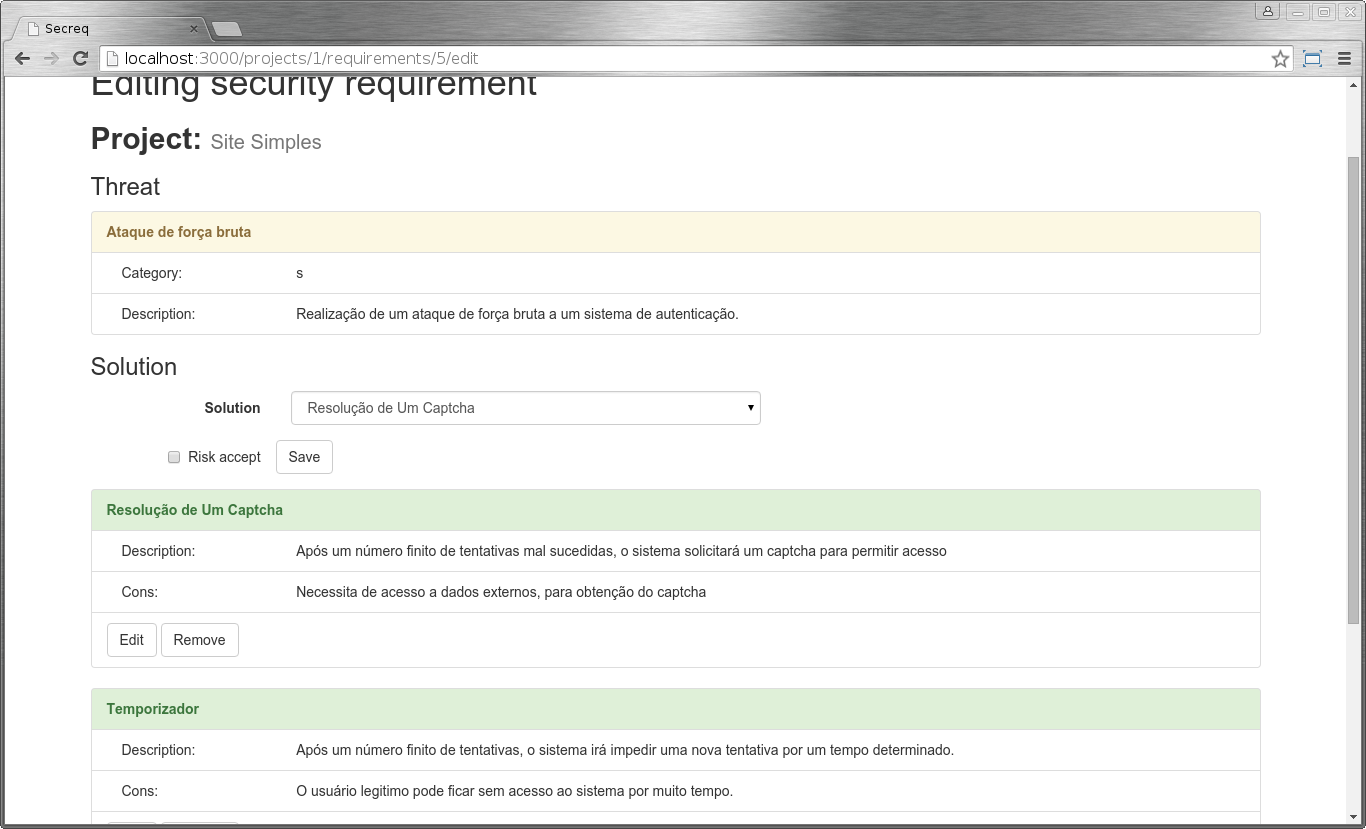 Secreq
localhost:3000/projects/1/requirements/5/edit
Editing security requirement
Project: Site Simples
Threat
Ataque de força bruta
Category: s
Description: Realização de um ataque de força bruta a um sistema de autenticação.
Solution
Solution Resolução de Um Captcha
Risk accept Save
Resolução de Um Captcha
Description: Após um número finito de tentativas mal sucedidas, o sistema solicitará um captcha para permitir acesso
Cons: Necessita de acesso a dados externos, para obtenção do captcha
Edit Remove
Temporizador
Description: Após um número finito de tentativas, o sistema irá impedir uma nova tentativa por um tempo determinado.
Cons: O usuário legitimo pode ficar sem acesso ao sistema por muito tempo.